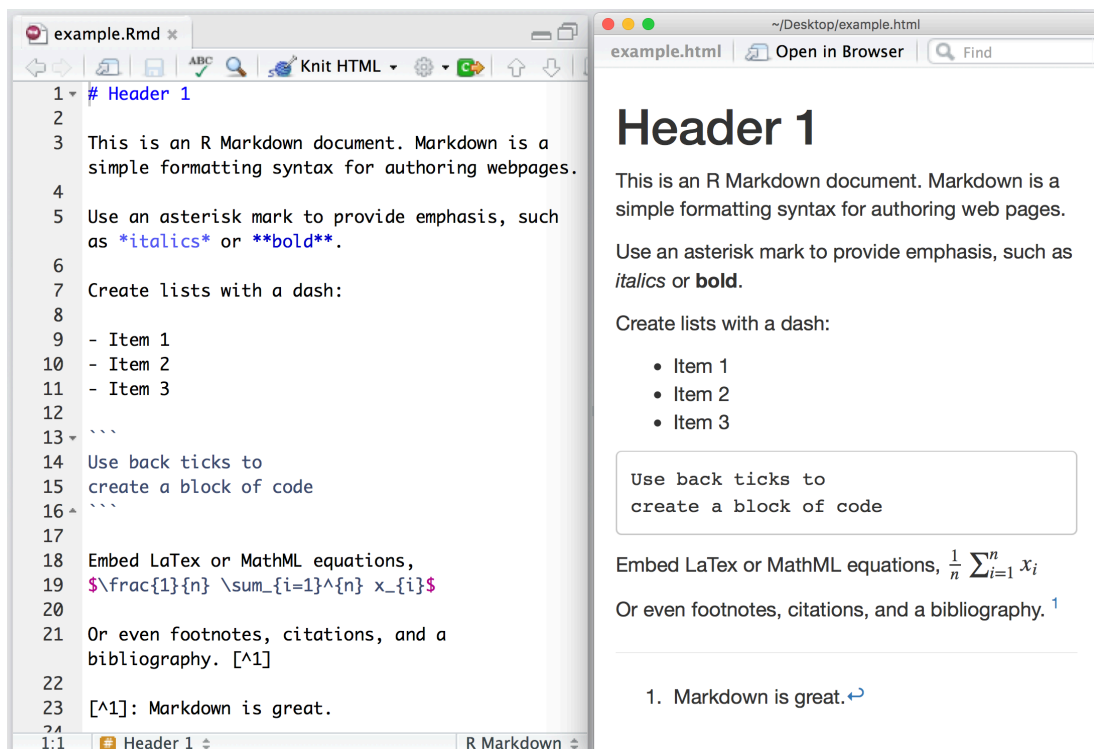 example.Rmd
ABC
Knit HTML
1 # Header 1
2
3 This is an R Markdown document. Markdown is a
simple formatting syntax for authoring webpages.
4
5 Use an asterisk mark to provide emphasis, such
as *italics* or **bold**.
6
7 Create lists with a dash:
8
9 - Item 1
10 - Item 2
11 - Item 3
12
13 ```
14 Use back ticks to
15 create a block of code
16 ```
17
18 Embed LaTex or MathML equations,
19 $\frac{1}{n} \sum_{i=1}^{n} x_{i}$
20
21 Or even footnotes, citations, and a
bibliography. [^1]
22
23 [^1]: Markdown is great.
24
1:1 # Header 1 R Markdown
~/Desktop/example.html
example.html Open in Browser Find
Header 1
This is an R Markdown document. Markdown is a
simple formatting syntax for authoring web pages.
Use an asterisk mark to provide emphasis, such as
italics or bold.
Create lists with a dash:
• Item 1
• Item 2
• Item 3
Use back ticks to
create a block of code
Embed LaTex or MathML equations, 1/n ∑ⁿᵢ₌₁ xᵢ
Or even footnotes, citations, and a bibliography. 1
1. Markdown is great.↩